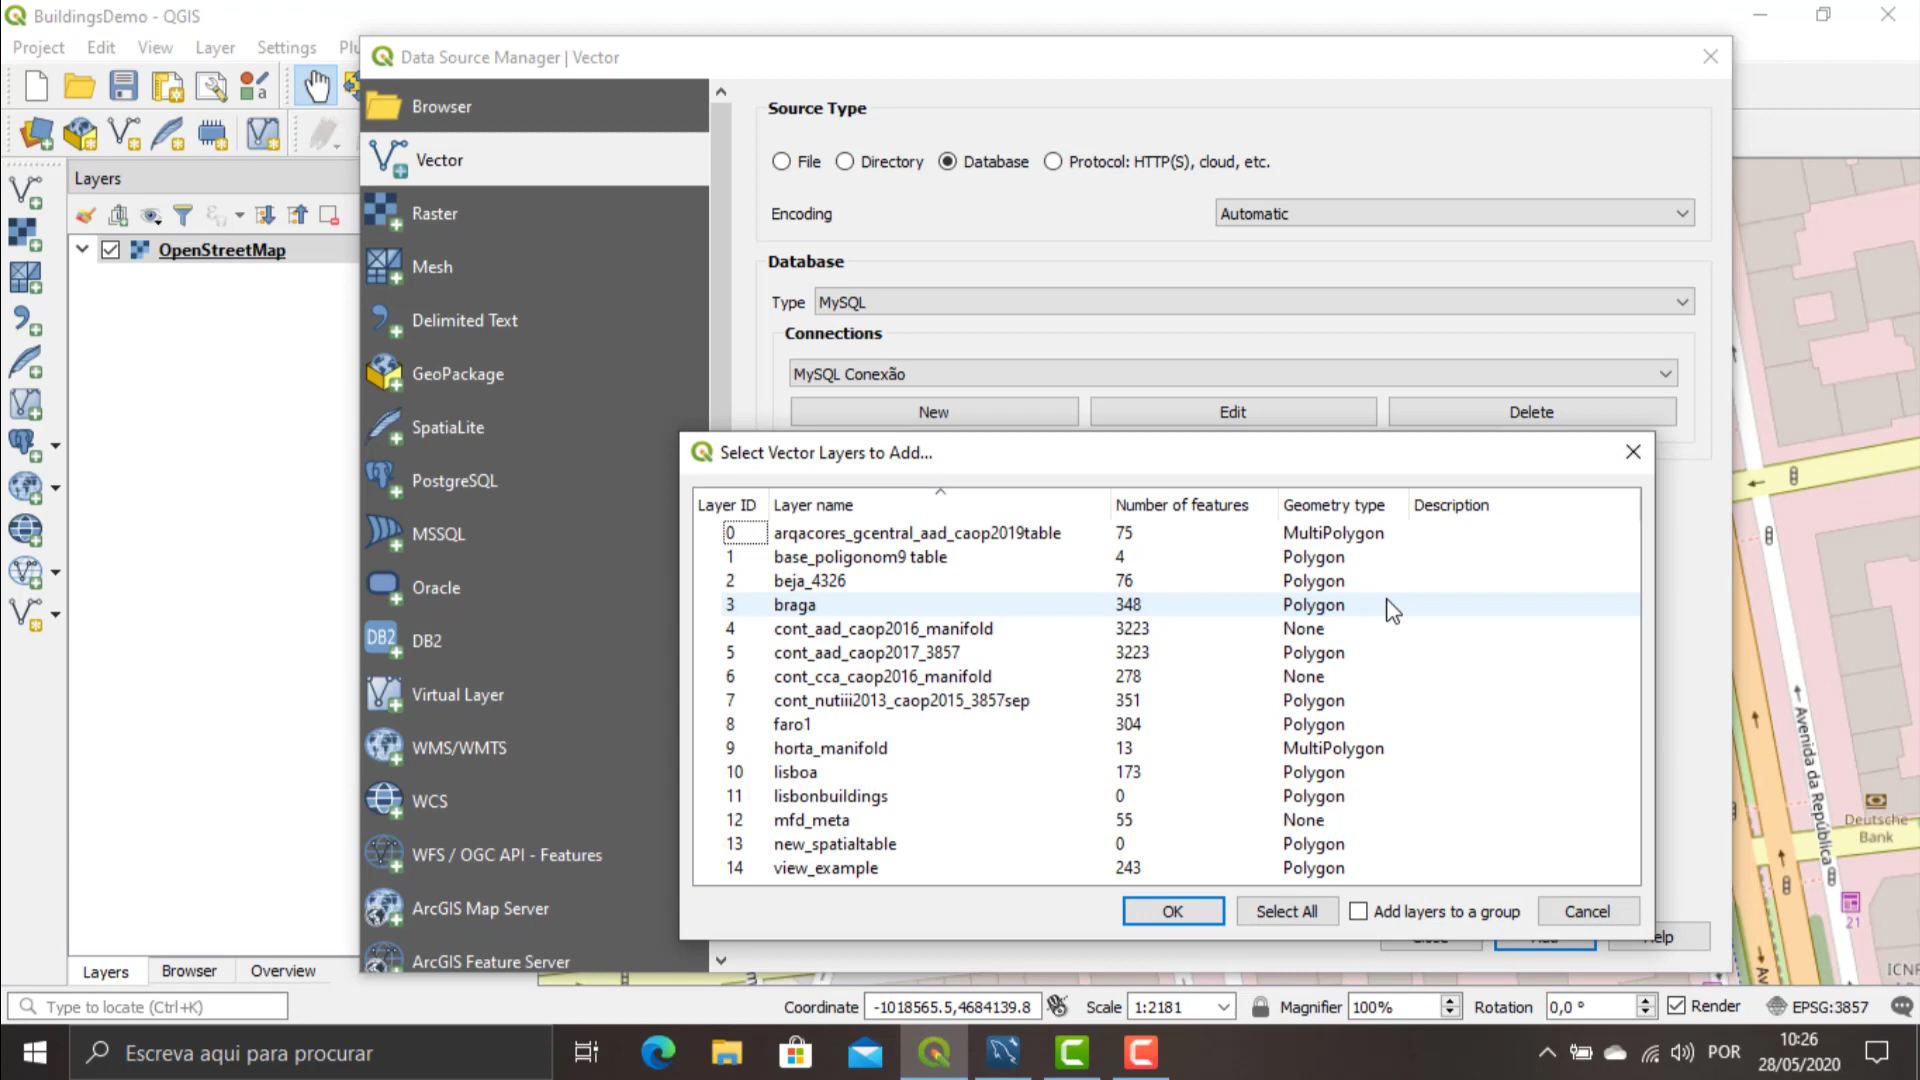 BuildingsDemo - QGIS
Project Edit View Layer Settings
Data Source Manager | Vector
Browser
Vector
Raster
Mesh
Delimited Text
GeoPackage
SpatiaLite
PostgreSQL
MSSQL
Oracle
DB2
DB2
Virtual Layer
WMS/WMTS
WCS
WFS / OGC API - Features
ArcGIS Map Server
ArcGIS Feature Server
Layers
OpenStreetMap
Source Type
File Directory Database Protocol: HTTP(S), cloud, etc.
Encoding Automatic
Database
Type MySQL
Connections
MySQL Conexão
New Edit Delete
Select Vector Layers to Add...
Layer ID Layer name Number of features Geometry type Description
0 arqacores_gcentral_aad_caop2019table 75 MultiPolygon
1 base_poligonom9 table 4 Polygon
2 beja_4326 76 Polygon
3 braga 348 Polygon
4 cont_aad_caop2016_manifold 3223 None
5 cont_aad_caop2017_3857 3223 Polygon
6 cont_cca_caop2016_manifold 278 None
7 cont_nutiii2013_caop2015_3857sep 351 Polygon
8 faro1 304 Polygon
9 horta_manifold 13 MultiPolygon
10 lisboa 173 Polygon
11 lisbonbuildings 0 Polygon
12 mfd_meta 55 None
13 new_spatialtable 0 Polygon
14 view_example 243 Polygon
OK Select All Add layers to a group Cancel
Avenida da República
Deutsche
Bank
21
Layers Browser Overview
Type to locate (Ctrl+K)
Coordinate -1018565.5,4684139.8 Scale 1:2181 Magnifier 100% Rotation 0,0 ° Render EPSG:3857
Escreva aqui para procurar
POR
10:26
28/05/2020